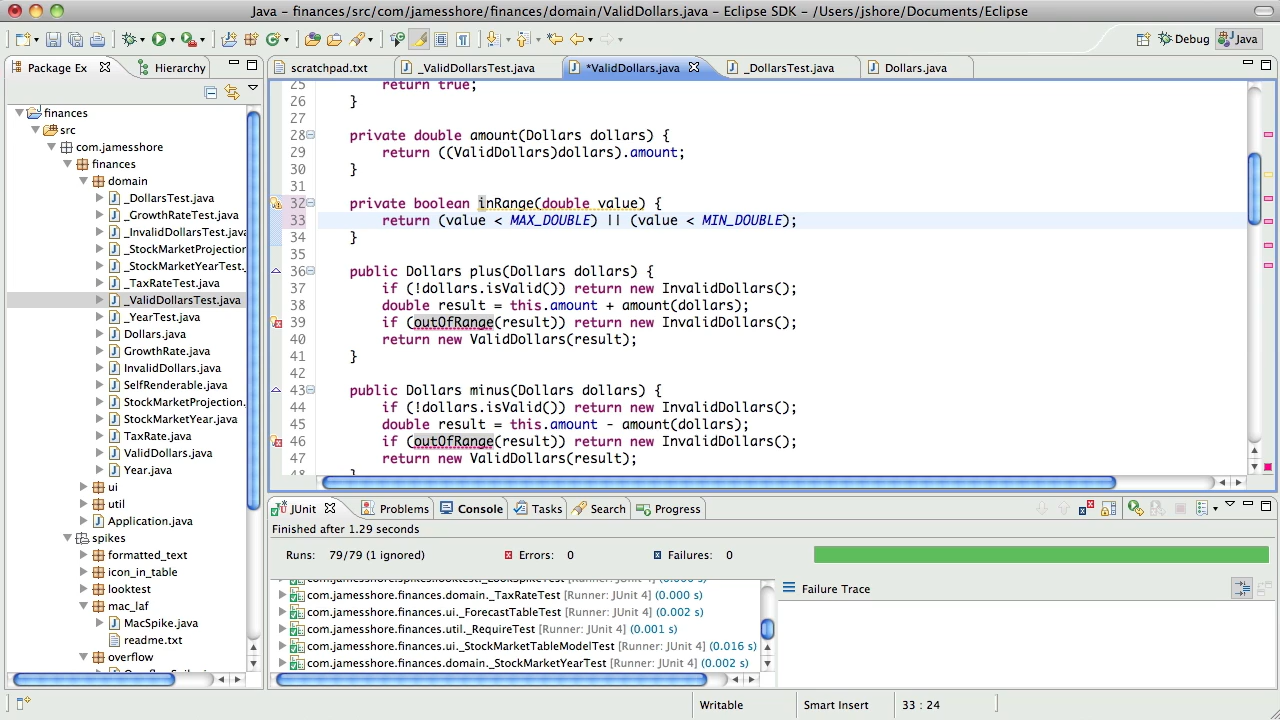 Java - finances/src/com/jamesshore/finances/domain/ValidDollars.java - Eclipse SDK - /Users/jshore/Documents/Eclipse
Debug
Java
Package Ex
Hierarchy
finances
src
com.jamesshore
finances
domain
_DollarsTest.java
_GrowthRateTest.java
_InvalidDollarsTest.java
_StockMarketProjection
_StockMarketYearTest.
_TaxRateTest.java
_ValidDollarsTest.java
_YearTest.java
Dollars.java
GrowthRate.java
InvalidDollars.java
SelfRenderable.java
StockMarketProjection.
StockMarketYear.java
TaxRate.java
ValidDollars.java
Year.java
ui
util
Application.java
spikes
formatted_text
icon_in_table
looktest
mac_laf
MacSpike.java
readme.txt
overflow
scratchpad.txt
_ValidDollarsTest.java
*ValidDollars.java
_DollarsTest.java
Dollars.java
25 return true;
26 }
27
28 private double amount(Dollars dollars) {
29 return ((ValidDollars)dollars).amount;
30 }
31
32 private boolean inRange(double value) {
33 return (value < MAX_DOUBLE) || (value < MIN_DOUBLE);
34 }
35
36 public Dollars plus(Dollars dollars) {
37 if (!dollars.isValid()) return new InvalidDollars();
38 double result = this.amount + amount(dollars);
39 if (outOfRange(result)) return new InvalidDollars();
40 return new ValidDollars(result);
41 }
42
43 public Dollars minus(Dollars dollars) {
44 if (!dollars.isValid()) return new InvalidDollars();
45 double result = this.amount - amount(dollars);
46 if (outOfRange(result)) return new InvalidDollars();
47 return new ValidDollars(result);
48 }
JUnit
Problems
Console
Tasks
Search
Progress
Finished after 1.29 seconds
Runs: 79/79 (1 ignored)
Errors: 0
Failures: 0
com.jamesshore.finances.domain._TaxRateTest [Runner: JUnit 4] (0.000 s)
com.jamesshore.finances.ui._ForecastTableTest [Runner: JUnit 4] (0.002 s)
com.jamesshore.finances.util._RequireTest [Runner: JUnit 4] (0.001 s)
com.jamesshore.finances.ui._StockMarketTableModelTest [Runner: JUnit 4] (0.016 s)
com.jamesshore.finances.domain._StockMarketYearTest [Runner: JUnit 4] (0.002 s)
Failure Trace
Writable
Smart Insert
33 : 24